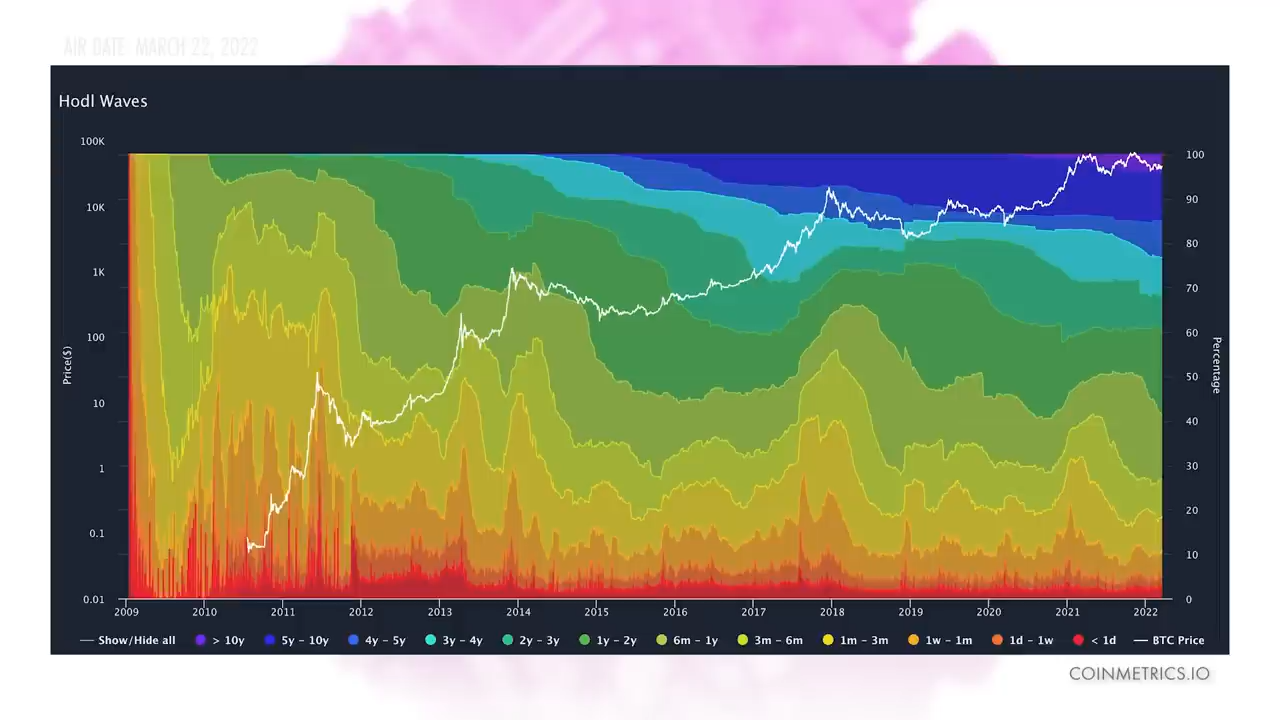 AIR DATE: MARCH 22, 2022
Hodl Waves
100K
10K
1K
100
10
1
0.1
0.01
Price($)
100
90
80
70
60
50
40
30
20
10
0
Percentage
2009 2010 2011 2012 2013 2014 2015 2016 2017 2018 2019 2020 2021 2022
Show/Hide all > 10y 5y - 10y 4y - 5y 3y - 4y 2y - 3y 1y - 2y 6m - 1y 3m - 6m 1m - 3m 1w - 1m 1d - 1w < 1d BTC Price
COINMETRICS.IO